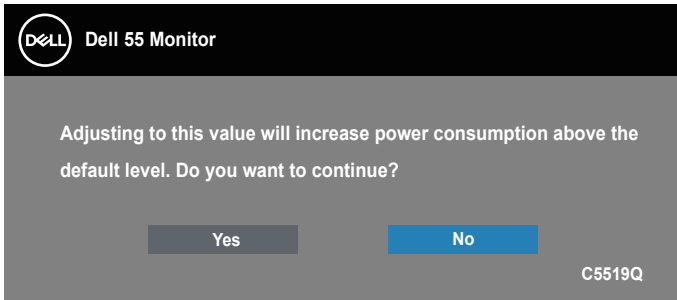 DELL Dell 55 Monitor
Adjusting to this value will increase power consumption above the
default level. Do you want to continue?
Yes No
C5519Q